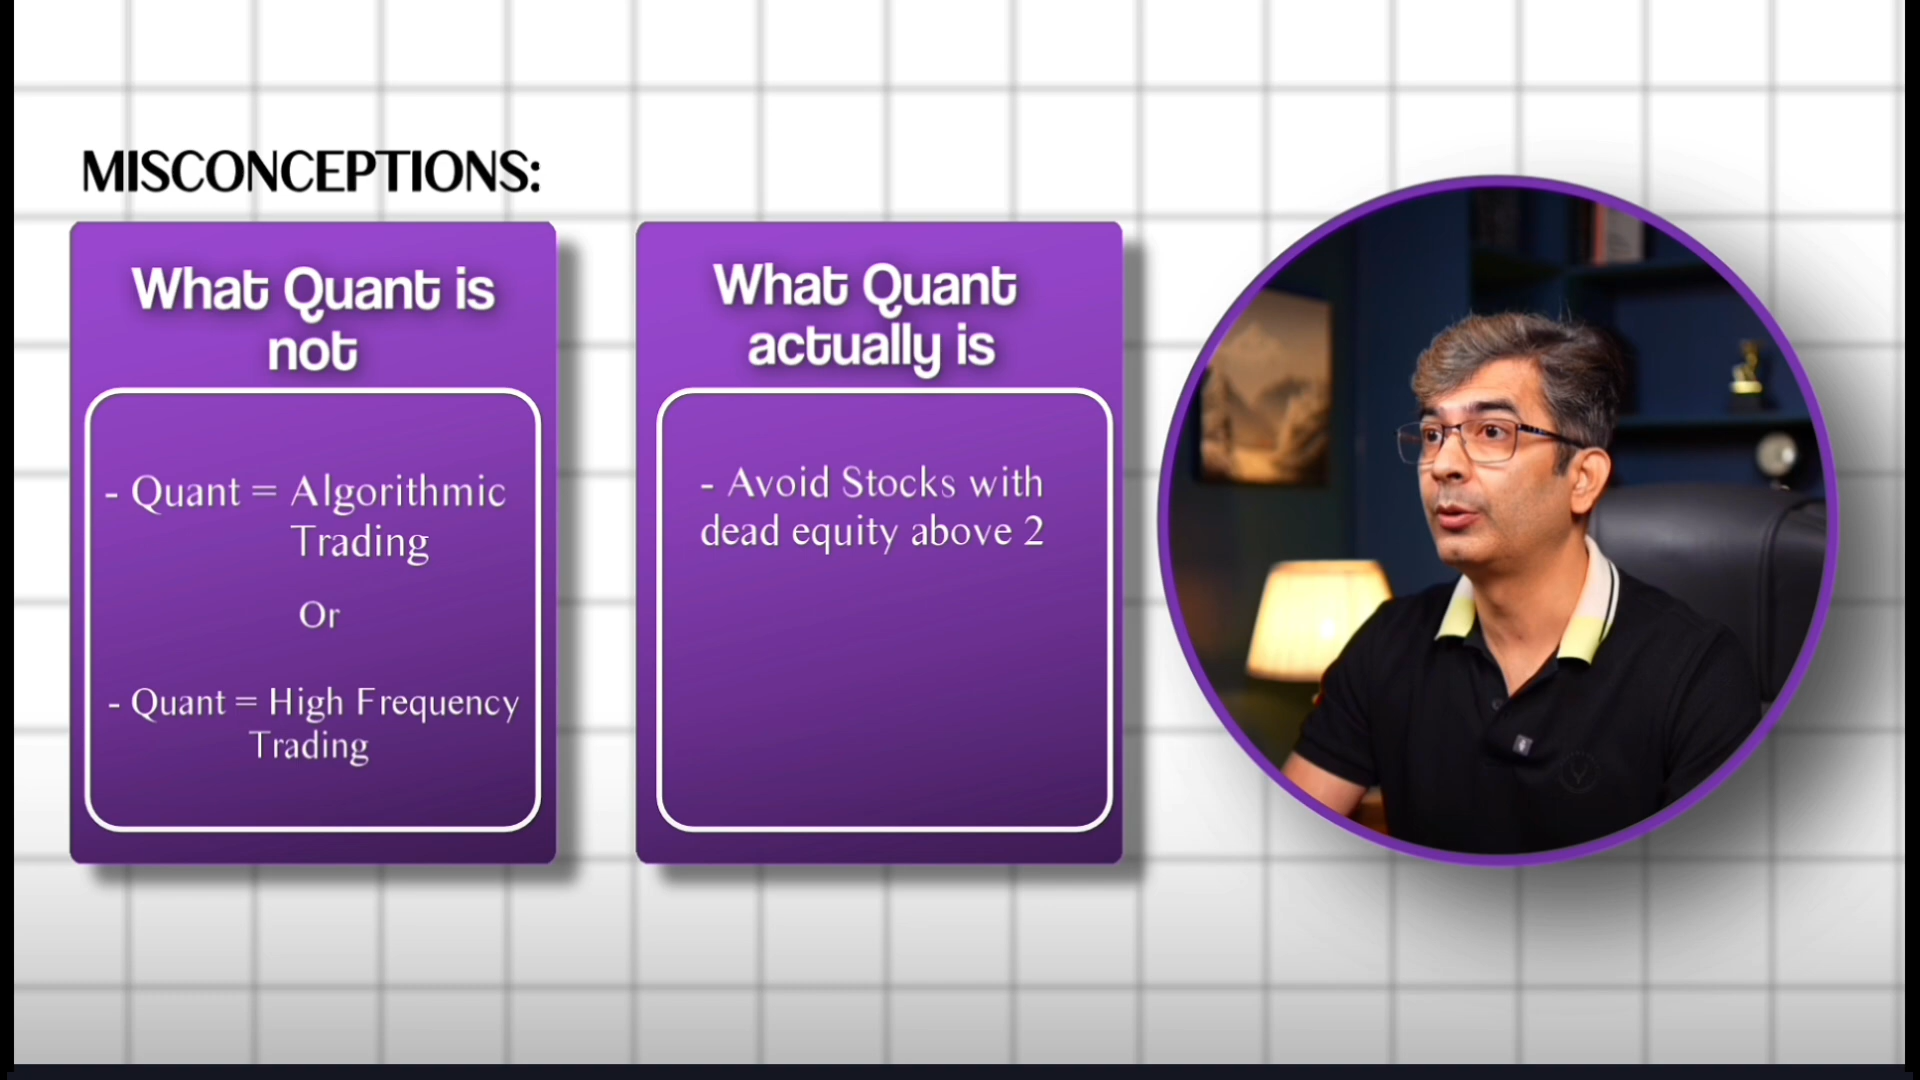 MISCONCEPTIONS:
What Quant is
not
- Quant = Algorithmic
Trading
Or
- Quant = High Frequency
Trading
What Quant
actually is
- Avoid Stocks with
dead equity above 2